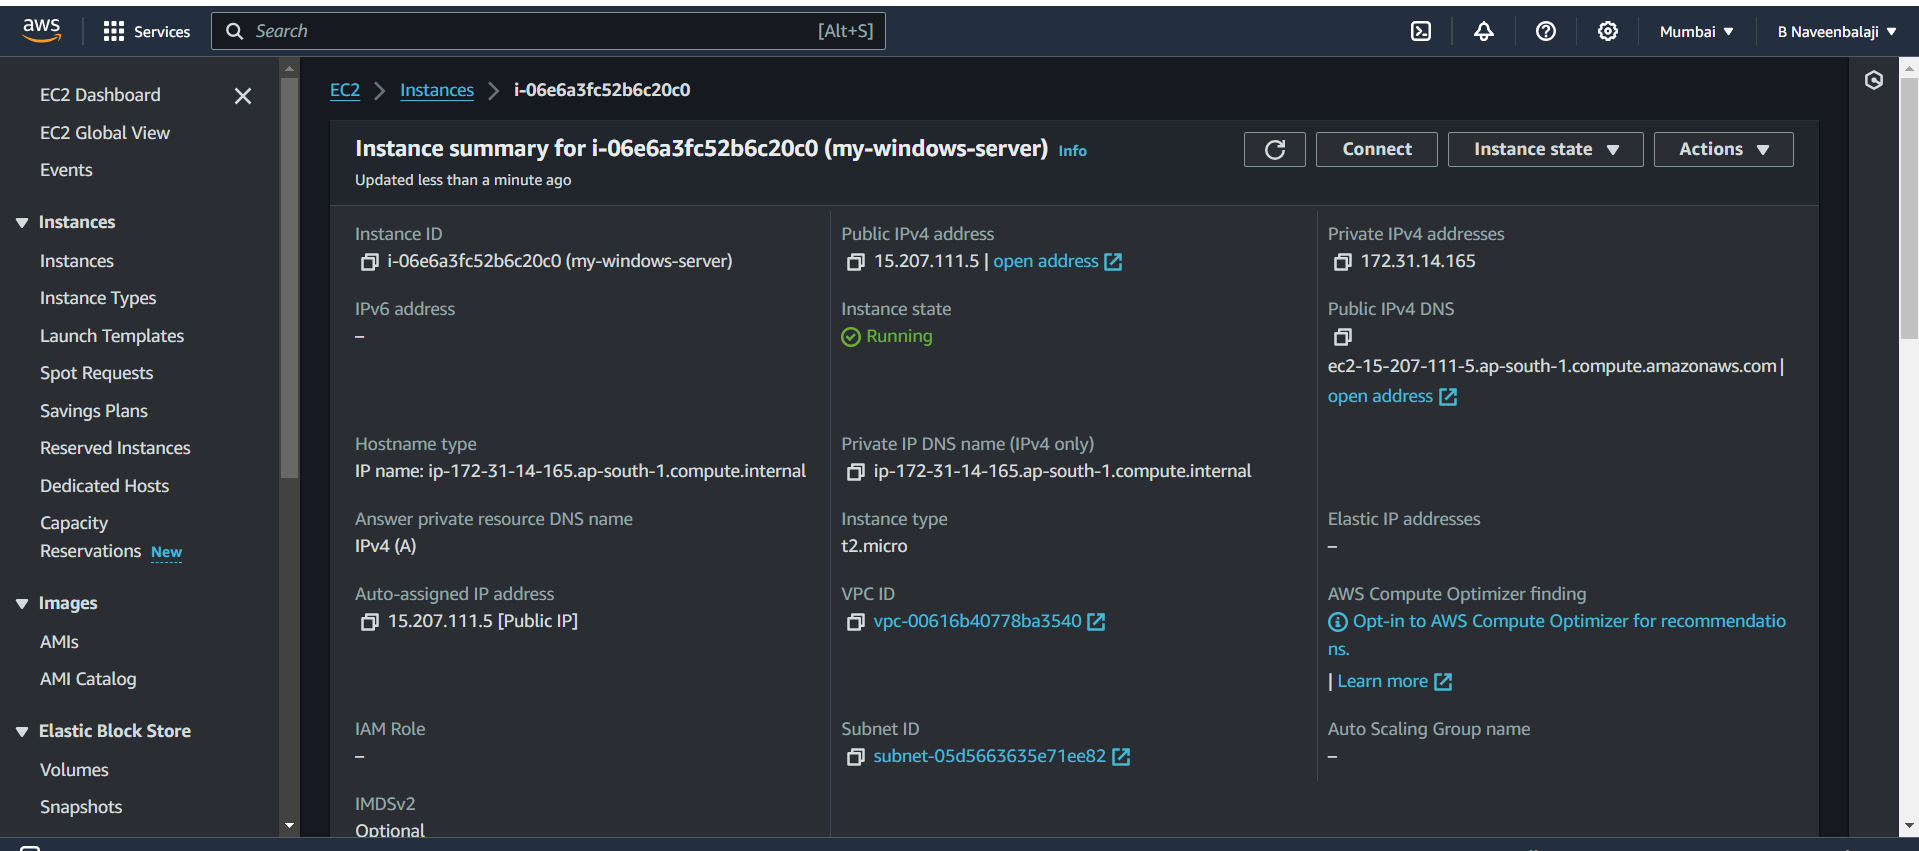 aws
Services
Search [Alt+S]
Mumbai ▼
B Naveenbalaji ▼
EC2 Dashboard
EC2 Global View
Events
▼ Instances
Instances
Instance Types
Launch Templates
Spot Requests
Savings Plans
Reserved Instances
Dedicated Hosts
Capacity
Reservations New
▼ Images
AMIs
AMI Catalog
▼ Elastic Block Store
Volumes
Snapshots
EC2 > Instances > i-06e6a3fc52b6c20c0
Instance summary for i-06e6a3fc52b6c20c0 (my-windows-server) Info
Updated less than a minute ago
Connect
Instance state ▼
Actions ▼
Instance ID
i-06e6a3fc52b6c20c0 (my-windows-server)
Public IPv4 address
15.207.111.5 | open address
Private IPv4 addresses
172.31.14.165
IPv6 address
–
Instance state
Running
Public IPv4 DNS
ec2-15-207-111-5.ap-south-1.compute.amazonaws.com |
open address
Hostname type
IP name: ip-172-31-14-165.ap-south-1.compute.internal
Private IP DNS name (IPv4 only)
ip-172-31-14-165.ap-south-1.compute.internal
Answer private resource DNS name
IPv4 (A)
Instance type
t2.micro
Elastic IP addresses
–
Auto-assigned IP address
15.207.111.5 [Public IP]
VPC ID
vpc-00616b40778ba3540
AWS Compute Optimizer finding
Opt-in to AWS Compute Optimizer for recommendatio
ns.
| Learn more
IAM Role
–
Subnet ID
subnet-05d5663635e71ee82
Auto Scaling Group name
–
IMDSv2
Optional